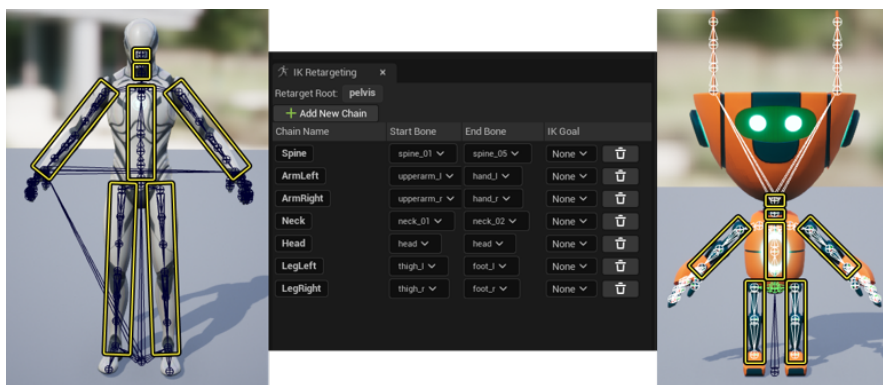 IK Retargeting ×
Retarget Root: pelvis
+ Add New Chain
Chain Name Start Bone End Bone IK Goal
Spine spine_01 spine_05 None
ArmLeft upperarm_l hand_l None
ArmRight upperarm_r hand_r None
Neck neck_01 neck_02 None
Head head head None
LegLeft thigh_l foot_l None
LegRight thigh_r foot_r None